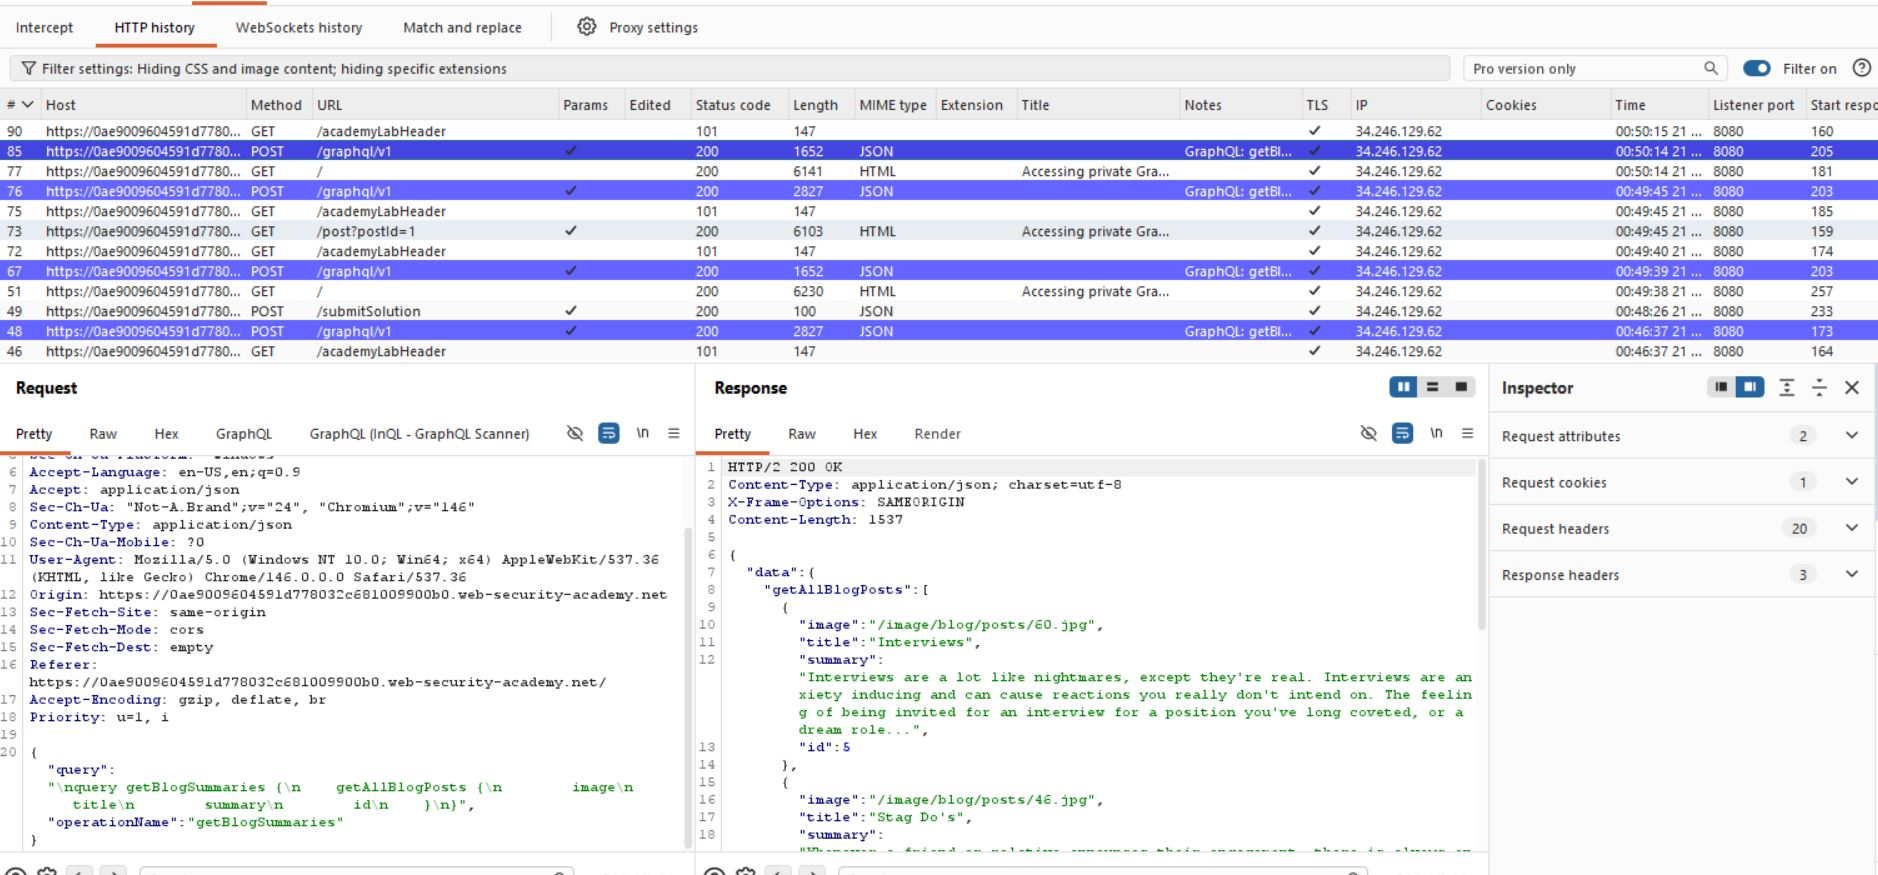 Intercept HTTP history WebSockets history Match and replace Proxy settings
Filter settings: Hiding CSS and image content; hiding specific extensions Pro version only Filter on
# Host Method URL Params Edited Status code Length MIME type Extension Title Notes TLS IP Cookies Time Listener port Start respo
90 https://0ae9009604591d7780... GET /academyLabHeader 101 147 ✓ 34.246.129.62 00:50:15 21 ... 8080 160
85 https://0ae9009604591d7780... POST /graphql/v1 ✓ 200 1652 JSON GraphQL: getBl... ✓ 34.246.129.62 00:50:14 21 ... 8080 205
77 https://0ae9009604591d7780... GET / 200 6141 HTML Accessing private Gra... ✓ 34.246.129.62 00:50:14 21 ... 8080 181
76 https://0ae9009604591d7780... POST /graphql/v1 ✓ 200 2827 JSON GraphQL: getBl... ✓ 34.246.129.62 00:49:45 21 ... 8080 203
75 https://0ae9009604591d7780... GET /academyLabHeader 101 147 ✓ 34.246.129.62 00:49:45 21 ... 8080 185
73 https://0ae9009604591d7780... GET /post?postId=1 ✓ 200 6103 HTML Accessing private Gra... ✓ 34.246.129.62 00:49:45 21 ... 8080 159
72 https://0ae9009604591d7780... GET /academyLabHeader 101 147 ✓ 34.246.129.62 00:49:40 21 ... 8080 174
67 https://0ae9009604591d7780... POST /graphql/v1 ✓ 200 1652 JSON GraphQL: getBl... ✓ 34.246.129.62 00:49:39 21 ... 8080 203
51 https://0ae9009604591d7780... GET / 200 6230 HTML Accessing private Gra... ✓ 34.246.129.62 00:49:38 21 ... 8080 257
49 https://0ae9009604591d7780... POST /submitSolution ✓ 200 100 JSON ✓ 34.246.129.62 00:48:26 21 ... 8080 233
48 https://0ae9009604591d7780... POST /graphql/v1 ✓ 200 2827 JSON GraphQL: getBl... ✓ 34.246.129.62 00:46:37 21 ... 8080 173
46 https://0ae9009604591d7780... GET /academyLabHeader 101 147 ✓ 34.246.129.62 00:46:37 21 ... 8080 164
Request
Pretty Raw Hex GraphQL GraphQL (InQL - GraphQL Scanner) \n
6 Accept-Language: en-US,en;q=0.9
7 Accept: application/json
8 Sec-Ch-Ua: "Not-A.Brand";v="24", "Chromium";v="146"
9 Content-Type: application/json
10 Sec-Ch-Ua-Mobile: ?0
11 User-Agent: Mozilla/5.0 (Windows NT 10.0; Win64; x64) AppleWebKit/537.36
(KHTML, like Gecko) Chrome/146.0.0.0 Safari/537.36
12 Origin: https://0ae9009604591d778032c681009900b0.web-security-academy.net
13 Sec-Fetch-Site: same-origin
14 Sec-Fetch-Mode: cors
15 Sec-Fetch-Dest: empty
16 Referer:
https://0ae9009604591d778032c681009900b0.web-security-academy.net/
17 Accept-Encoding: gzip, deflate, br
18 Priority: u=1, i
19
20 {
"query":
"\nquery getBlogSummaries {\n getAllBlogPosts {\n image\n
title\n summary\n id\n }\n}",
"operationName":"getBlogSummaries"
}
Response
Pretty Raw Hex Render \n
1 HTTP/2 200 OK
2 Content-Type: application/json; charset=utf-8
3 X-Frame-Options: SAMEORIGIN
4 Content-Length: 1537
5
6 {
7 "data":{
8 "getAllBlogPosts":[
9 {
10 "image":"/image/blog/posts/60.jpg",
11 "title":"Interviews",
12 "summary":
"Interviews are a lot like nightmares, except they're real. Interviews are an
xiety inducing and can cause reactions you really don't intend on. The feelin
g of being invited for an interview for a position you've long coveted, or a
dream role...",
13 "id":5
14 },
15 {
16 "image":"/image/blog/posts/46.jpg",
17 "title":"Stag Do's",
18 "summary":
Inspector
Request attributes 2
Request cookies 1
Request headers 20
Response headers 3